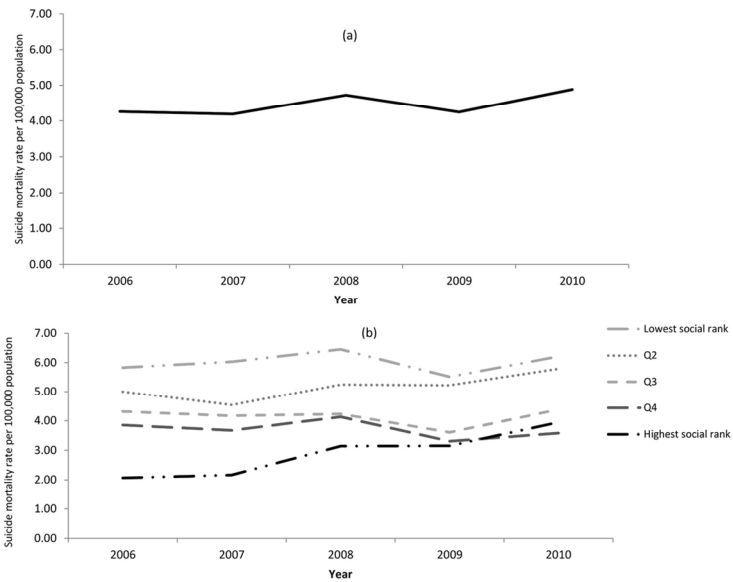 (a)
Suicide mortality rate per 100,000 population
7.00
6.00
5.00
4.00
3.00
2.00
1.00
0.00
2006 2007 2008 2009 2010
Year
(b)
Suicide mortality rate per 100,000 population
7.00
6.00
5.00
4.00
3.00
2.00
1.00
0.00
2006 2007 2008 2009 2010
Year
Lowest social rank
Q2
Q3
Q4
Highest social rank